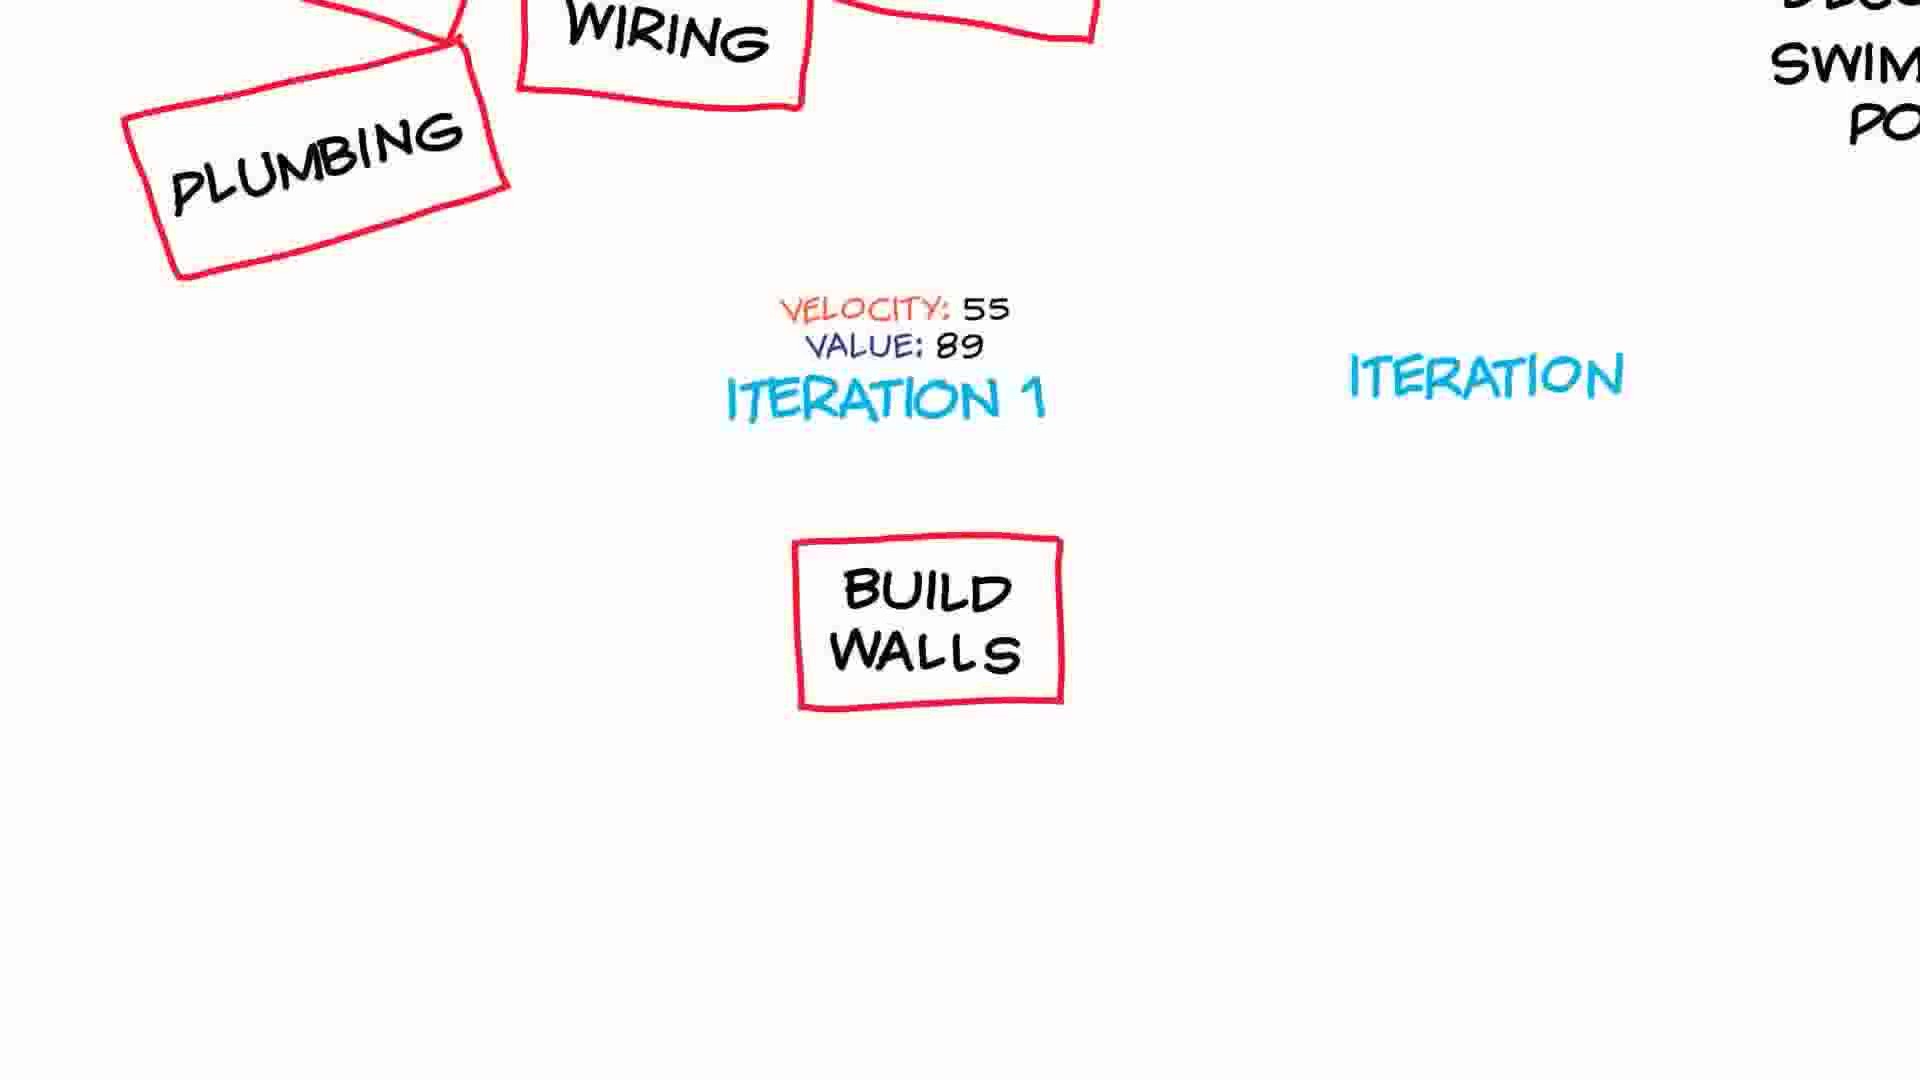 WIRING
PLUMBING
SWIM
PO
VELOCITY: 55
VALUE: 89
ITERATION 1
ITERATION
BUILD
WALLS